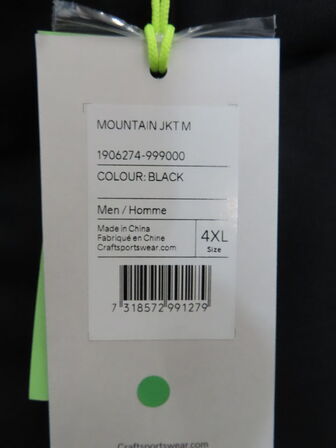 MOUNTAIN JKT M
1906274-999000
COLOUR: BLACK
Men / Homme
Made in China
Fabriqué en Chine
Craftsportswear.com
4XL
Size
7 318572 991279
Craftsportswear.com